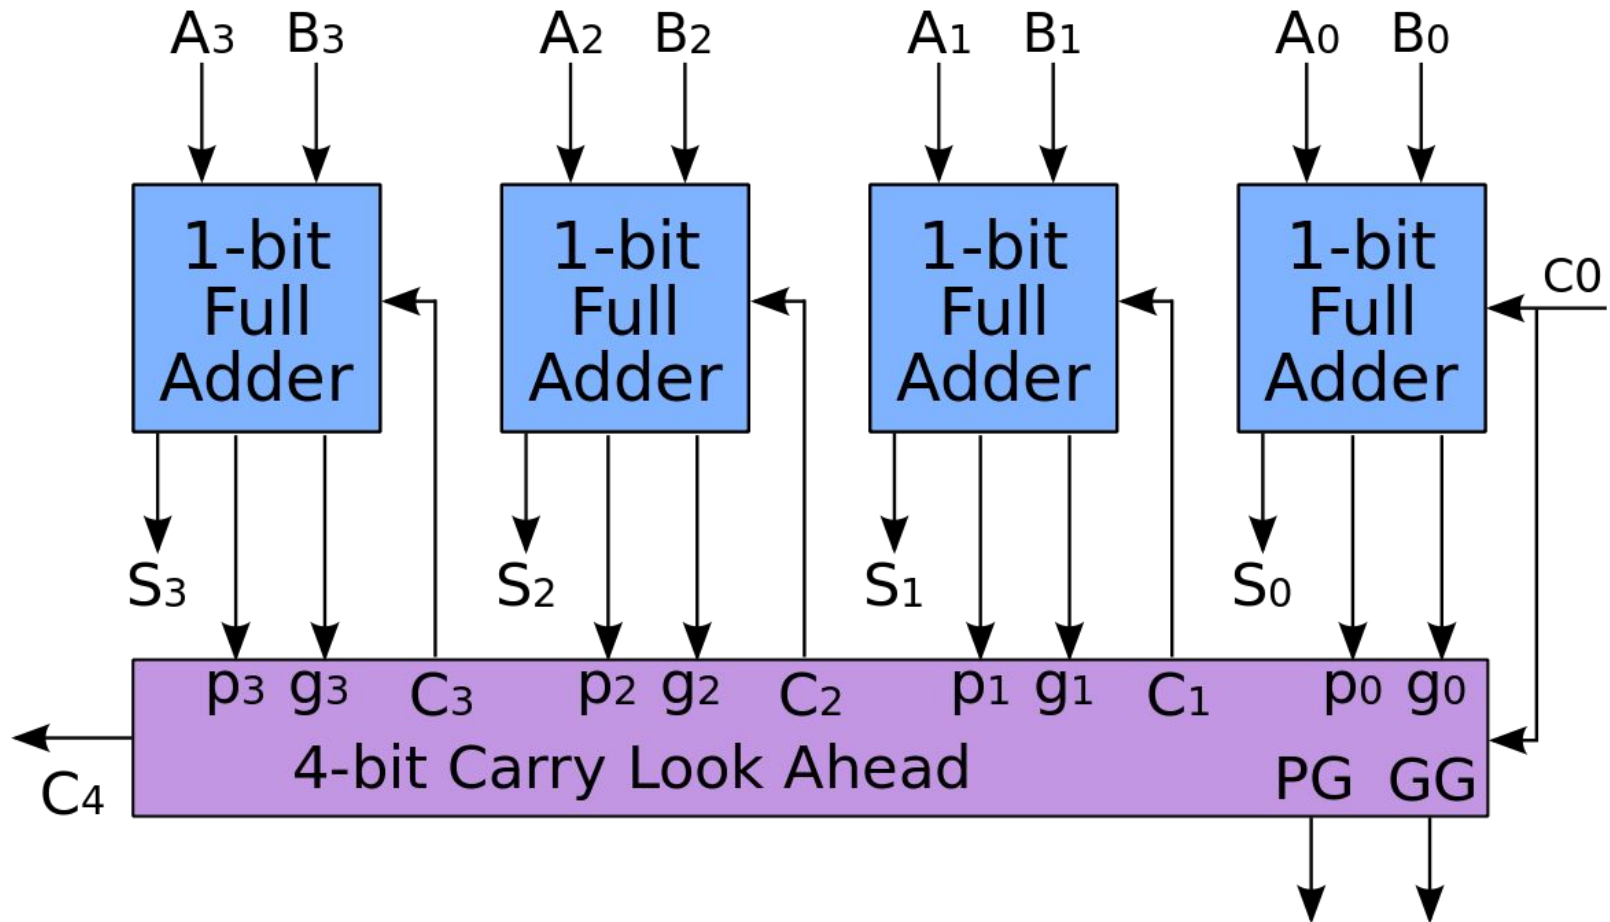 A3 B3 A2 B2 A1 B1 A0 B0
1-bit Full Adder
1-bit Full Adder
1-bit Full Adder
1-bit Full Adder
C0
S3 S2 S1 S0
p3 g3 C3 p2 g2 C2 p1 g1 C1 p0 g0
4-bit Carry Look Ahead PG GG
C4